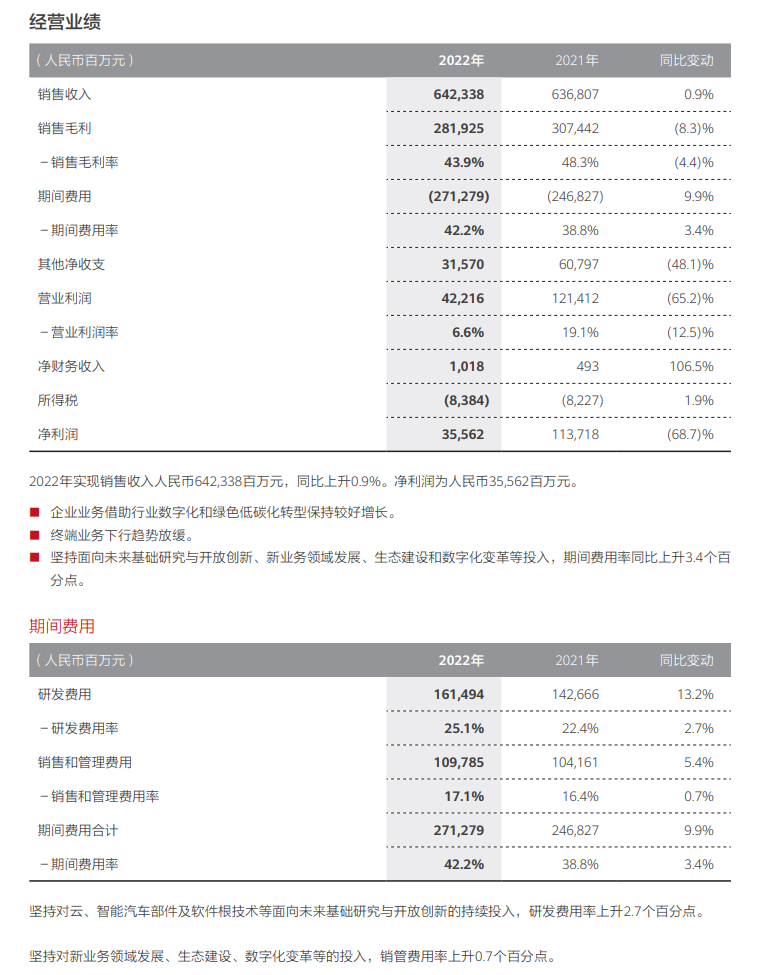 经营业绩
（人民币百万元） 2022年 2021年 同比变动
销售收入 642,338 636,807 0.9%
销售毛利 281,925 307,442 (8.3)%
– 销售毛利率 43.9% 48.3% (4.4)%
期间费用 (271,279) (246,827) 9.9%
– 期间费用率 42.2% 38.8% 3.4%
其他净收支 31,570 60,797 (48.1)%
营业利润 42,216 121,412 (65.2)%
– 营业利润率 6.6% 19.1% (12.5)%
净财务收入 1,018 493 106.5%
所得税 (8,384) (8,227) 1.9%
净利润 35,562 113,718 (68.7)%
2022年实现销售收入人民币642,338百万元，同比上升0.9%。净利润为人民币35,562百万元。
■ 企业业务借助行业数字化和绿色低碳化转型保持较好增长。
■ 终端业务下行趋势放缓。
■ 坚持面向未来基础研究与开放创新、新业务领域发展、生态建设和数字化变革等投入，期间费用率同比上升3.4个百
分点。
期间费用
（人民币百万元） 2022年 2021年 同比变动
研发费用 161,494 142,666 13.2%
– 研发费用率 25.1% 22.4% 2.7%
销售和管理费用 109,785 104,161 5.4%
– 销售和管理费用率 17.1% 16.4% 0.7%
期间费用合计 271,279 246,827 9.9%
– 期间费用率 42.2% 38.8% 3.4%
坚持对云、智能汽车部件及软件根技术等面向未来基础研究与开放创新的持续投入，研发费用率上升2.7个百分点。
坚持对新业务领域发展、生态建设、数字化变革等的投入，销管费用率上升0.7个百分点。